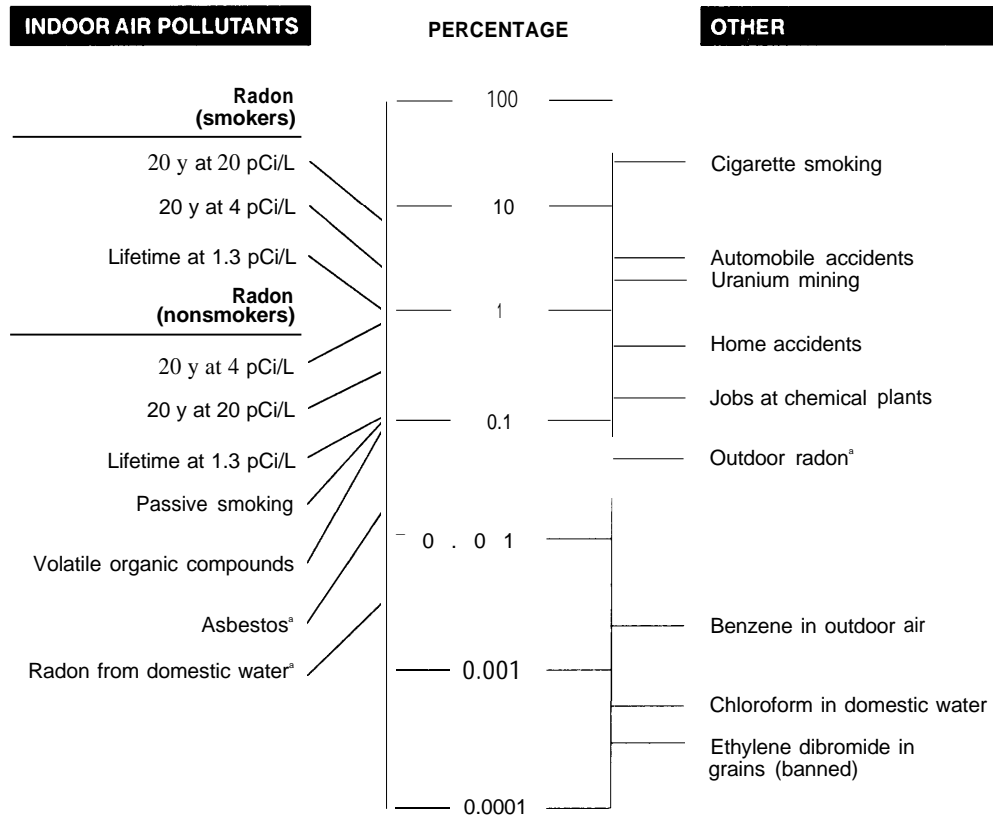 INDOOR AIR POLLUTANTS
Radon
(smokers)
20 y at 20 pCi/L
20 y at 4 pCi/L
Lifetime at 1.3 pCi/L
Radon
(nonsmokers)
20 y at 4 pCi/L
20 y at 20 pCi/L
Lifetime at 1.3 pCi/L
Passive smoking
Volatile organic compounds
Asbestosᵃ
Radon from domestic waterᵃ
PERCENTAGE
100
10
1
0.1
0.01
0.001
0.0001
OTHER
Cigarette smoking
Automobile accidents
Uranium mining
Home accidents
Jobs at chemical plants
Outdoor radonᵃ
Benzene in outdoor air
Chloroform in domestic water
Ethylene dibromide in
grains (banned)